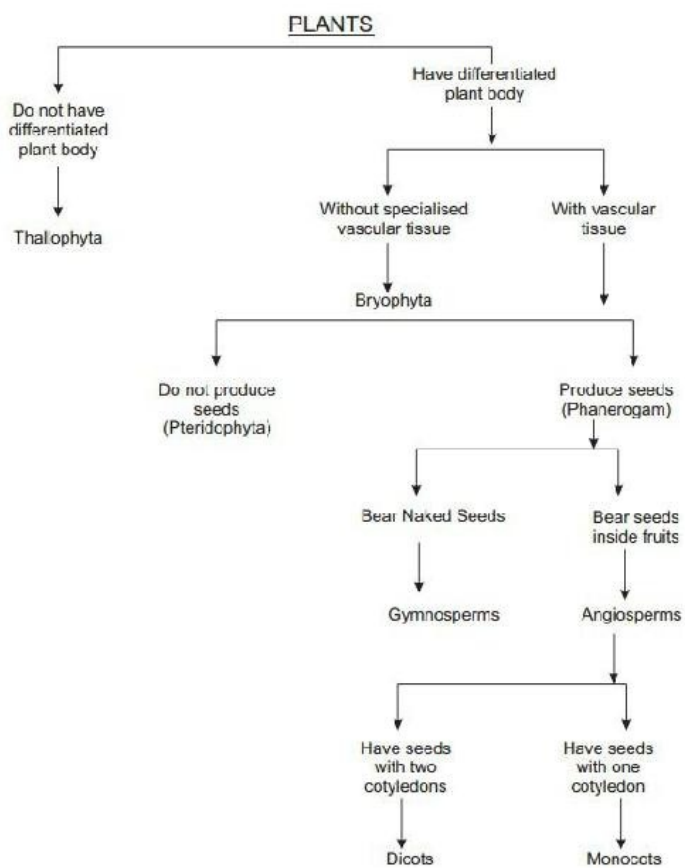 PLANTS
Have differentiated
plant body
Do not have
differentiated
plant body
Thallophyta
Without specialised
vascular tissue
With vascular
tissue
Bryophyta
Do not produce
seeds
(Pteridophyta)
Produce seeds
(Phanerogam)
Bear Naked Seeds
Bear seeds
inside fruits
Gymnosperms
Angiosperms
Have seeds
with two
cotyledons
Have seeds
with one
cotyledon
Dicots
Monocots